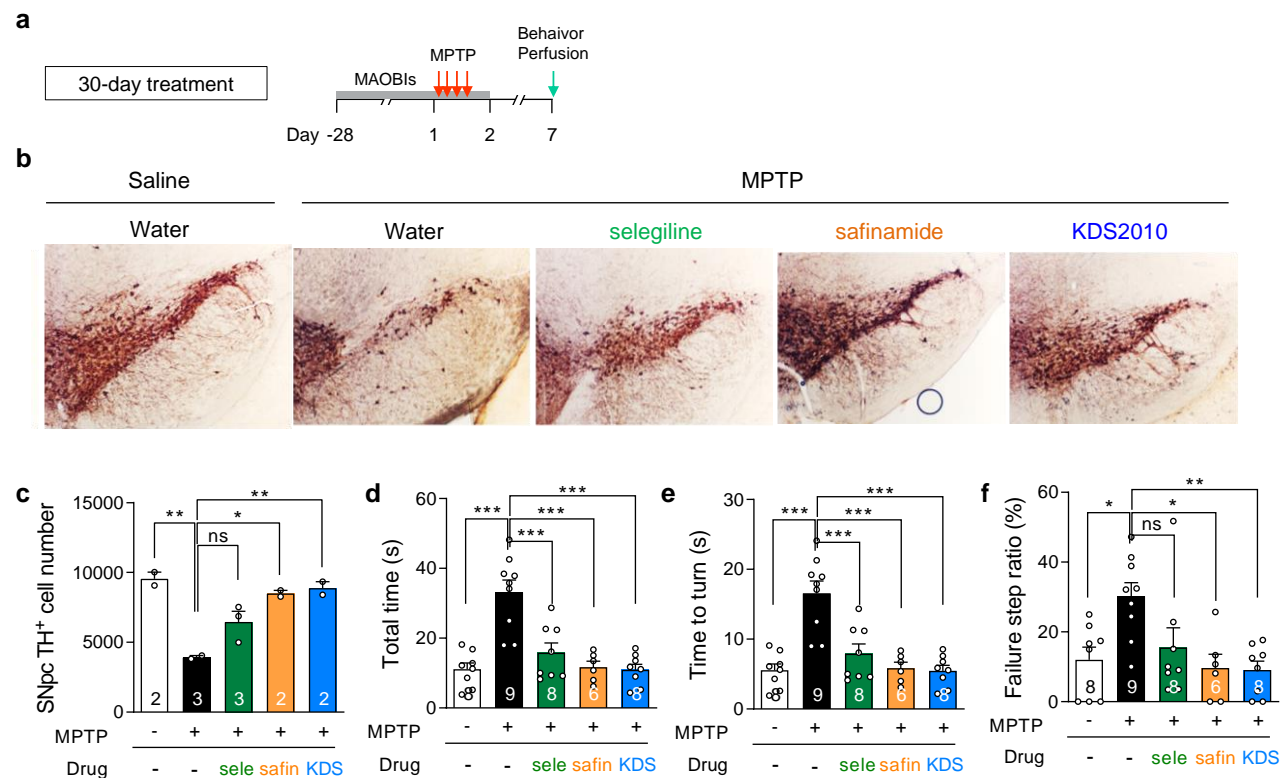 a
30-day treatment
MAOBIs
MPTP
Behaivor
Perfusion
Day -28 1 2 7
b
Saline MPTP
Water Water selegiline safinamide KDS2010
c
SNpc TH+ cell number
15000
10000
5000
0
** ns * **
2 3 3 2 2
MPTP - + + + +
Drug - - sele safin KDS
d
Total time (s)
60
40
20
0
*** *** *** ***
9 8 6 8
- + + + +
- - sele safin KDS
e
Time to turn (s)
30
20
10
0
*** *** *** ***
9 8 6 8
MPTP - + + + +
Drug - - sele safin KDS
f
Failure step ratio (%)
60
40
20
0
* ns * **
8 9 8 6 8
MPTP - + + + +
Drug - - sele safin KDS